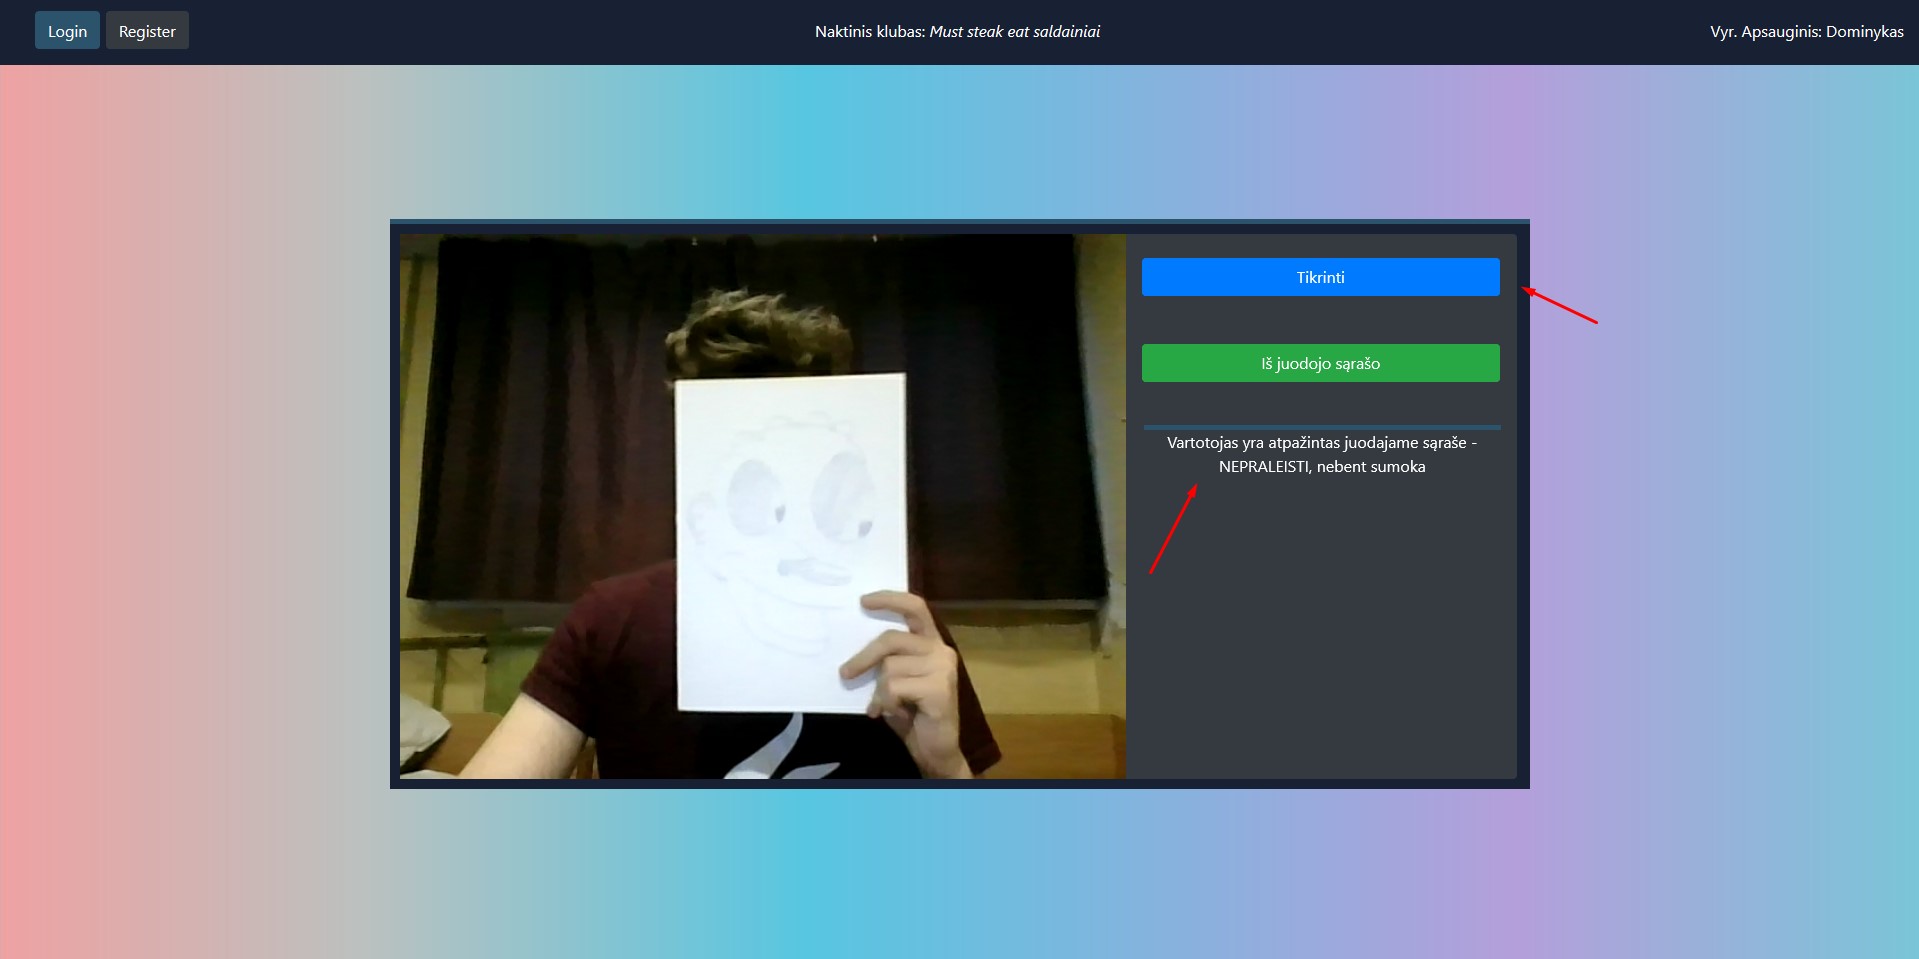 Login
Register
Naktinis klubas: Must steak eat saldainiai
Vyr. Apsauginis: Dominykas
Tikrinti
Iš juodojo sąrašo
Vartotojas yra atpažintas juodajame sąraše -
NEPRALEISTI, nebent sumoka